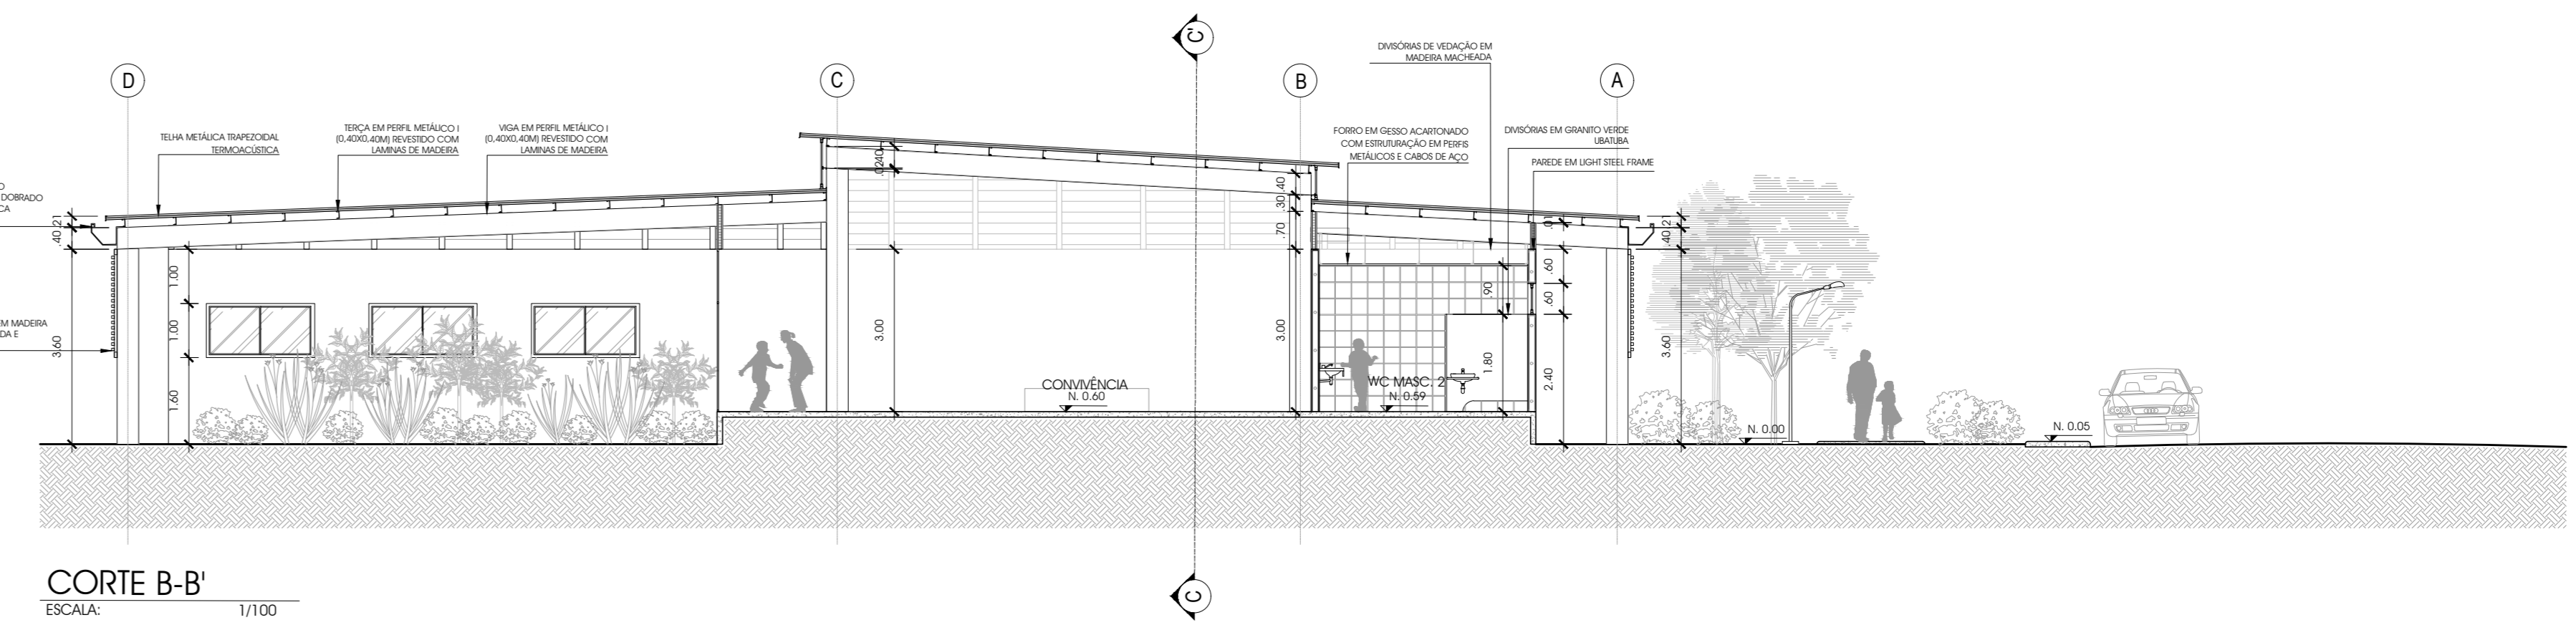 C'
D
C
B
A
DIVISÓRIAS DE VEDAÇÃO EM
MADEIRA MACHEADA
TELHA METÁLICA TRAPEZOIDAL
TERMOACÚSTICA
TERÇA EM PERFIL METÁLICO I
(0,40X0,40M) REVESTIDO COM
LAMINAS DE MADEIRA
VIGA EM PERFIL METÁLICO I
(0,40X0,40M) REVESTIDO COM
LAMINAS DE MADEIRA
FORRO EM GESSO ACARTONADO
COM ESTRUTURAÇÃO EM PERFIS
METÁLICOS E CABOS DE AÇO
DIVISÓRIAS EM GRANITO VERDE
UBATUBA
PAREDE EM LIGHT STEEL FRAME
O
DOBRADO
CA
EM MADEIRA
DA E
.21
.40
3.60
1.00
1.00
1.60
.40
.02
3.00
.40
.30
.70
3.00
.90
1.80
.01
.60
.60
2.40
.21
.40
3.60
CONVIVÊNCIA
N. 0.60
WC MASC. 2
N. 0.59
N. 0.00
N. 0.05
C
CORTE B-B'
ESCALA: 1/100